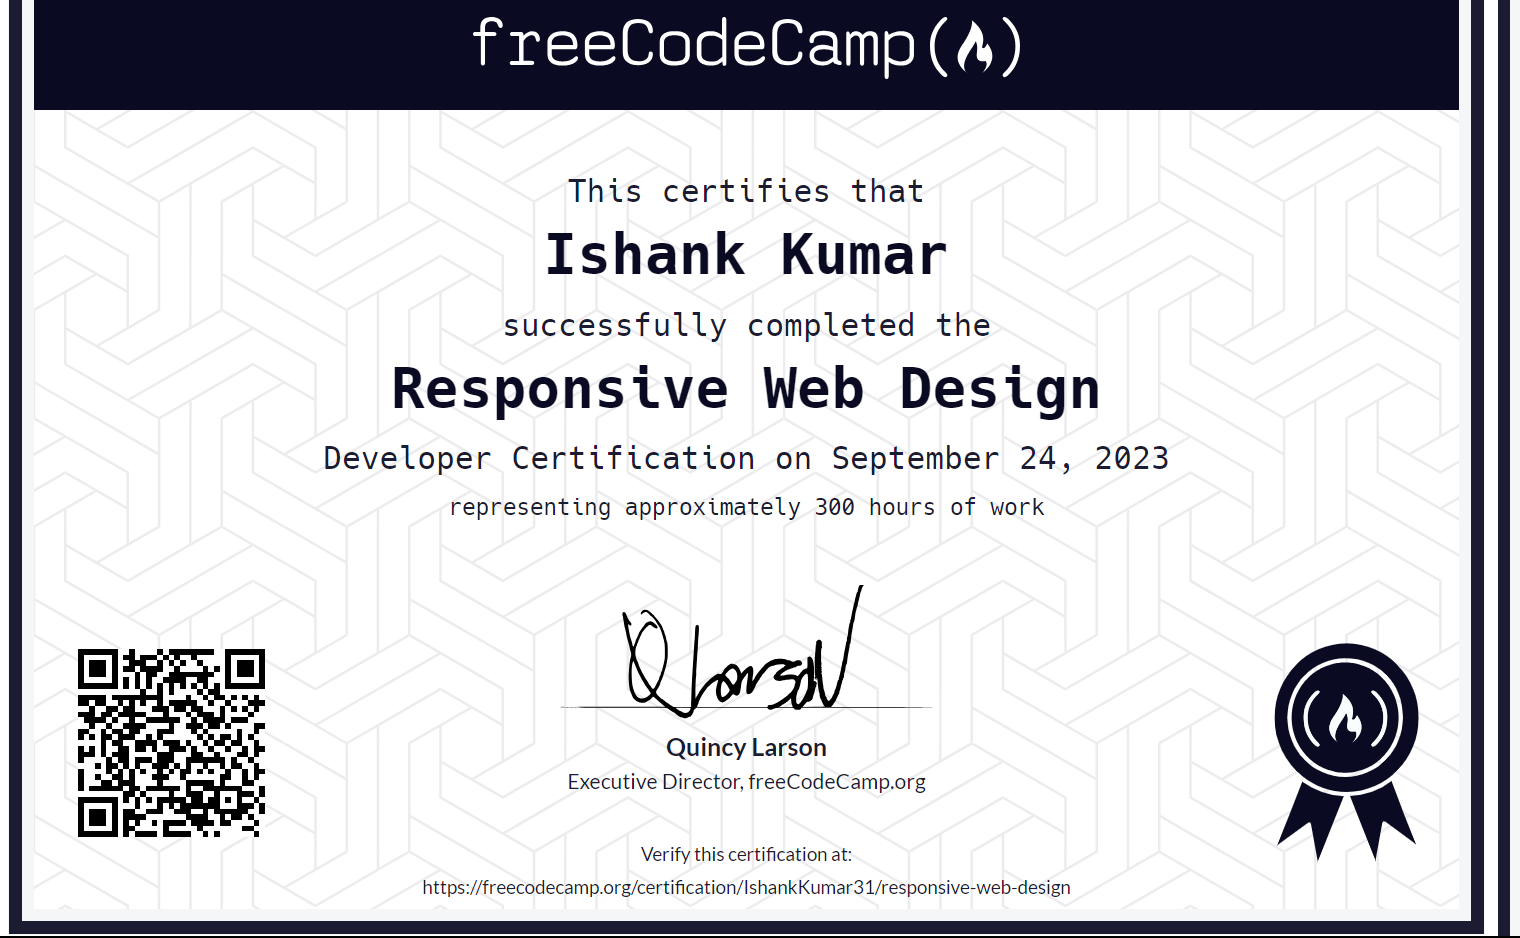 freeCodeCamp
This certifies that
Ishank Kumar
successfully completed the
Responsive Web Design
Developer Certification on September 24, 2023
representing approximately 300 hours of work
Q Larson
Quincy Larson
Executive Director, freeCodeCamp.org
Verify this certification at:
https://freecodecamp.org/certification/IshankKumar31/responsive-web-design